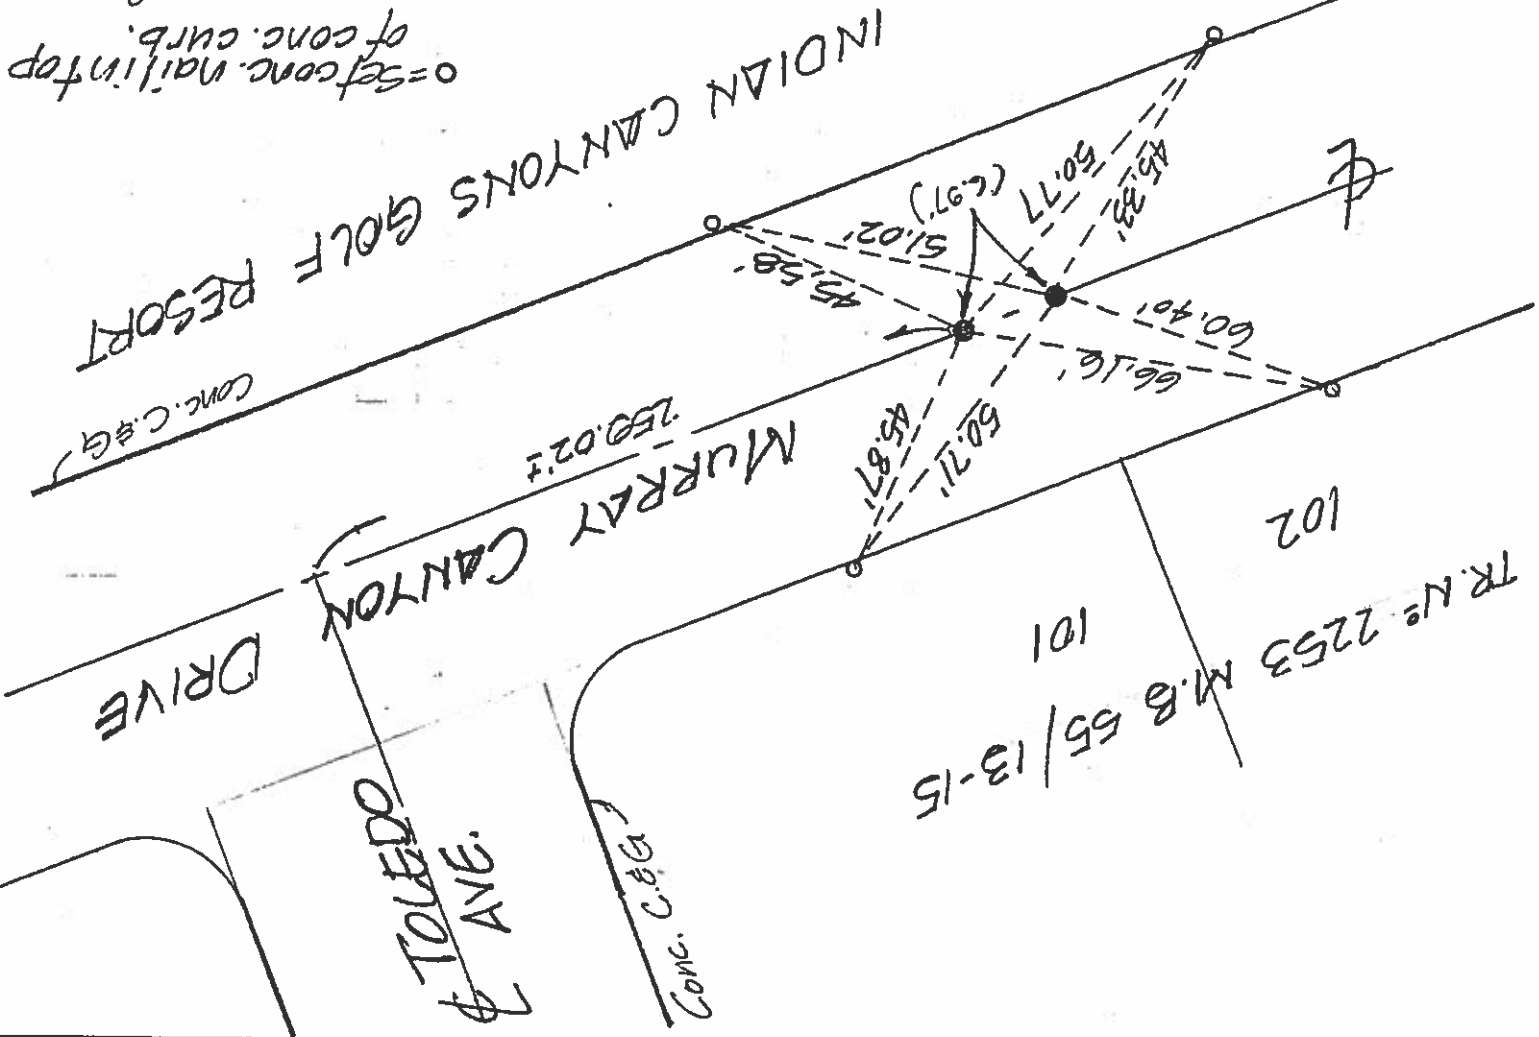 o=Set conc. nail in top
of conc. curb.
INDIAN CANYONS GOLF RESORT
Conc. C.&G.
MURRAY CANYON DRIVE
259.02'±
(6.97')
50.77
45.33'
51.02'
45.58'
60.40'
66.16'
45.87'
50.71'
℄
102
101
TR. Nº 2253 M.B 55/13-15
℄ TOLEDO
AVE.
Conc. C.&G.